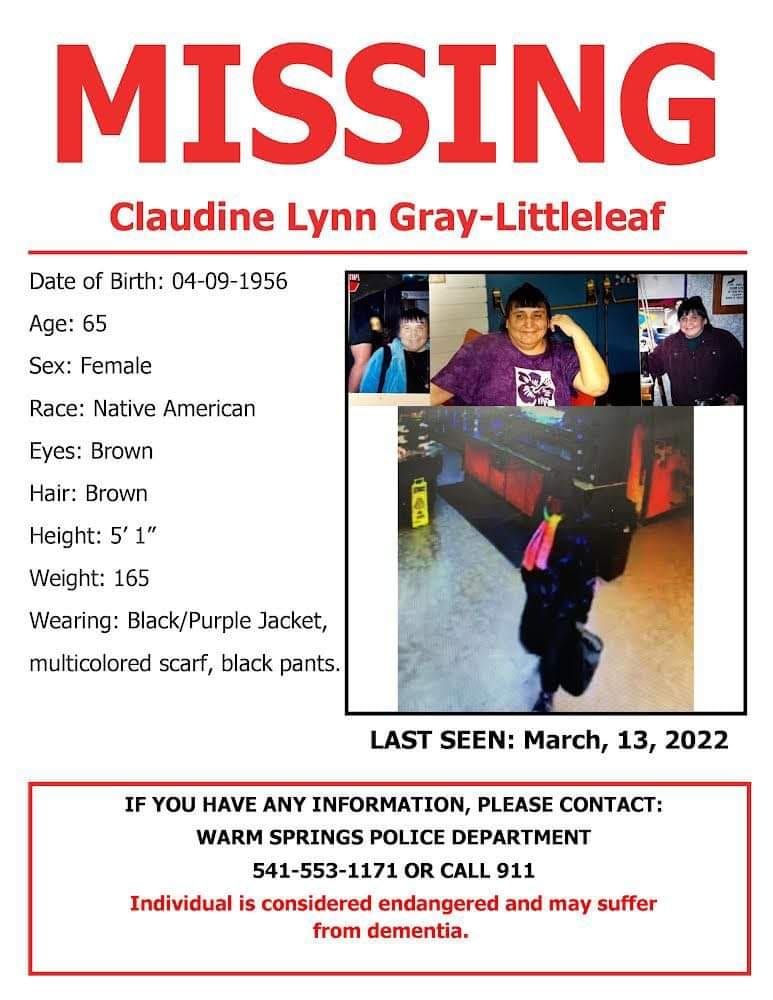 MISSING
Claudine Lynn Gray-Littleleaf
Date of Birth: 04-09-1956
Age: 65
Sex: Female
Race: Native American
Eyes: Brown
Hair: Brown
Height: 5’ 1”
Weight: 165
Wearing: Black/Purple Jacket,
multicolored scarf, black pants.
LAST SEEN: March, 13, 2022
IF YOU HAVE ANY INFORMATION, PLEASE CONTACT:
WARM SPRINGS POLICE DEPARTMENT
541-553-1171 OR CALL 911
Individual is considered endangered and may suffer
from dementia.